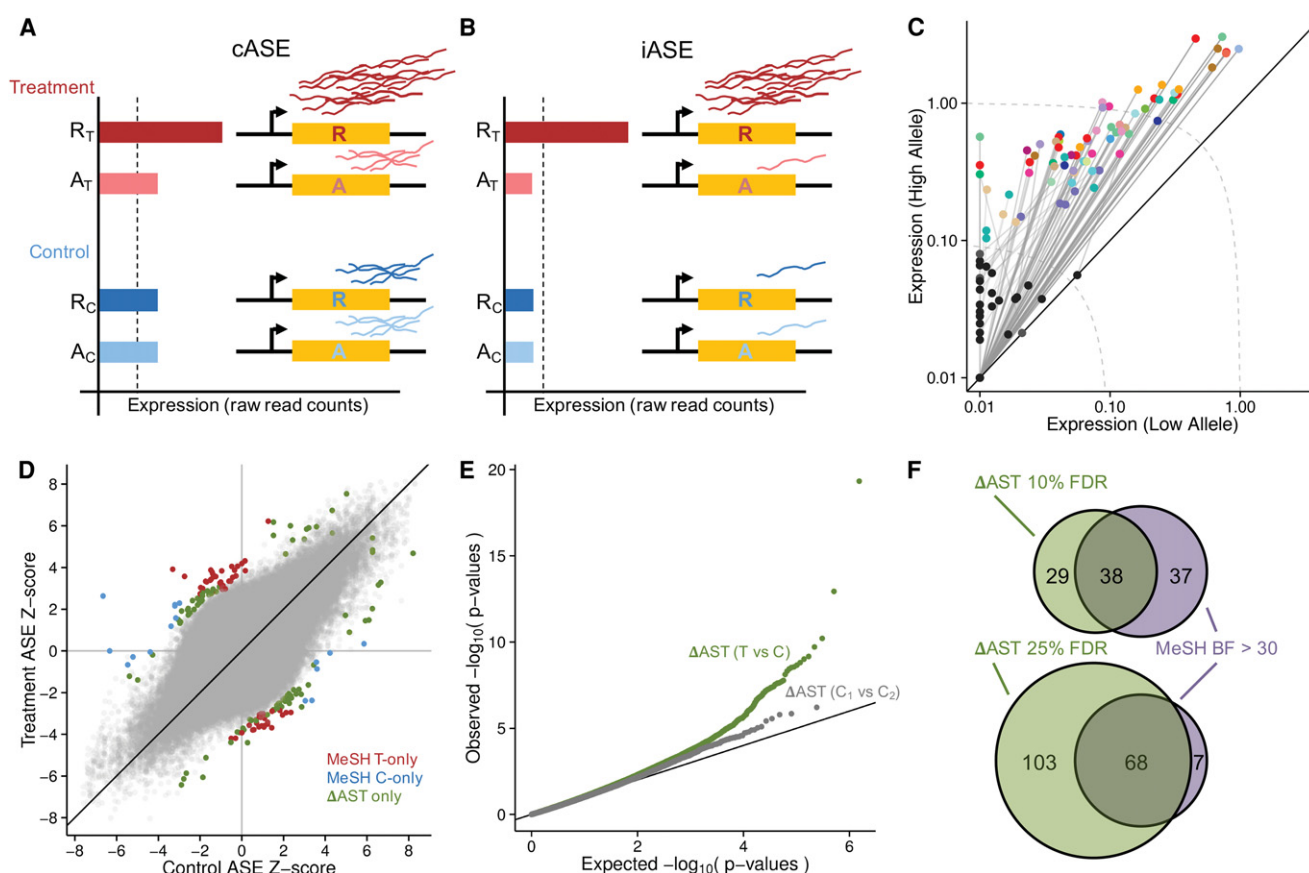 A
cASE
Treatment
R_T
R
A_T
A
Control
R_C
R
A_C
A
Expression (raw read counts)
B
iASE
R_T
R
A_T
A
R_C
R
A_C
A
Expression (raw read counts)
C
Expression (High Allele)
1.00
0.10
0.01
0.01 0.10 1.00
Expression (Low Allele)
D
Treatment ASE Z−score
8
6
4
2
0
−2
−4
−6
−8
MeSH T-only
MeSH C-only
ΔAST only
−8 −6 −4 −2 0 2 4 6 8
Control ASE Z−score
E
Observed −log10( p−values )
20
15
10
5
0
ΔAST (T vs C)
ΔAST (C1 vs C2)
0 2 4 6
Expected −log10( p−values )
F
ΔAST 10% FDR
29 38 37
ΔAST 25% FDR
MeSH BF > 30
103 68 7